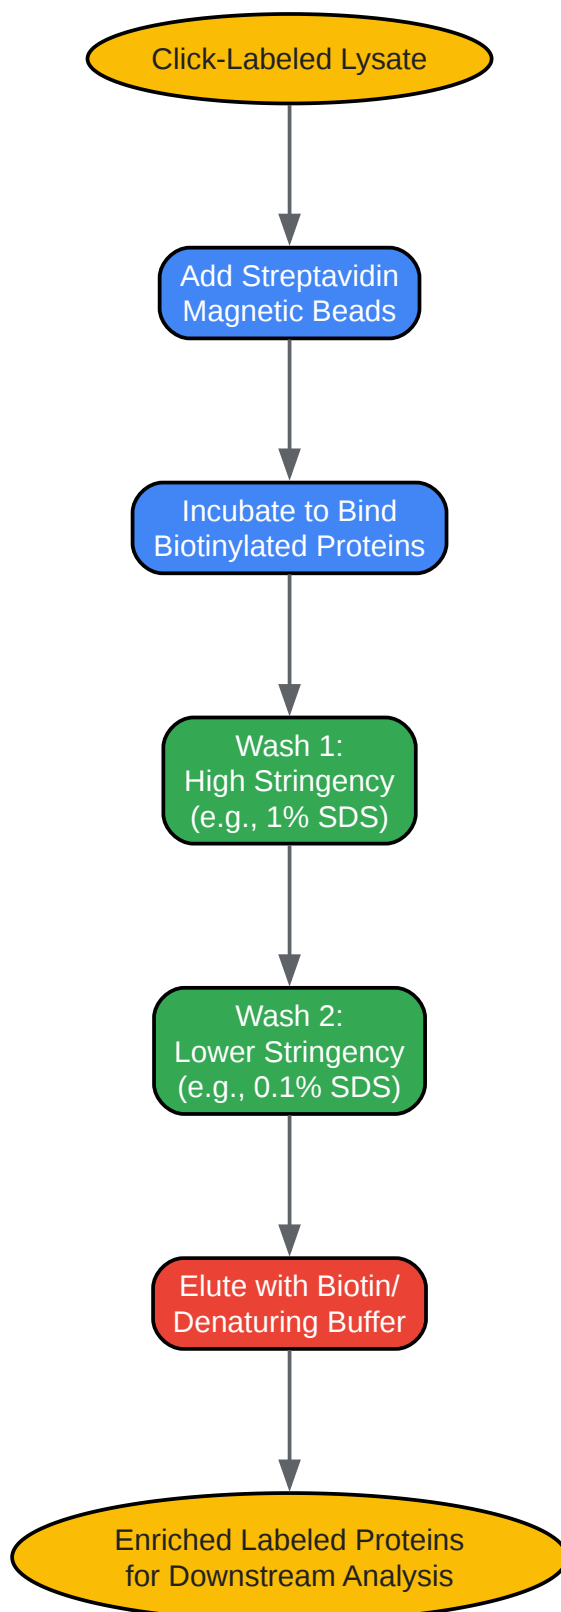 Click-Labeled Lysate
Add Streptavidin
Magnetic Beads
Incubate to Bind
Biotinylated Proteins
Wash 1:
High Stringency
(e.g., 1% SDS)
Wash 2:
Lower Stringency
(e.g., 0.1% SDS)
Elute with Biotin/
Denaturing Buffer
Enriched Labeled Proteins
for Downstream Analysis